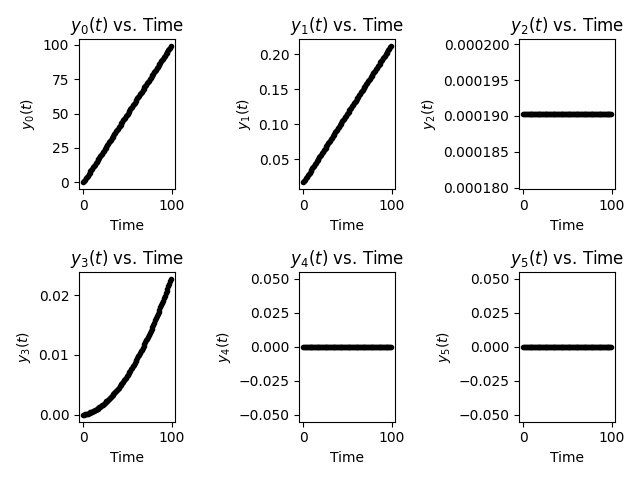 y₀(t) vs. Time
100
75
50
25
0
y₀(t)
0 100
Time
y₁(t) vs. Time
0.20
0.15
0.10
0.05
y₁(t)
0 100
Time
y₂(t) vs. Time
0.000200
0.000195
0.000190
0.000185
0.000180
y₂(t)
0 100
Time
y₃(t) vs. Time
0.02
0.01
0.00
y₃(t)
0 100
Time
y₄(t) vs. Time
0.050
0.025
0.000
−0.025
−0.050
y₄(t)
0 100
Time
y₅(t) vs. Time
0.050
0.025
0.000
−0.025
−0.050
y₅(t)
0 100
Time